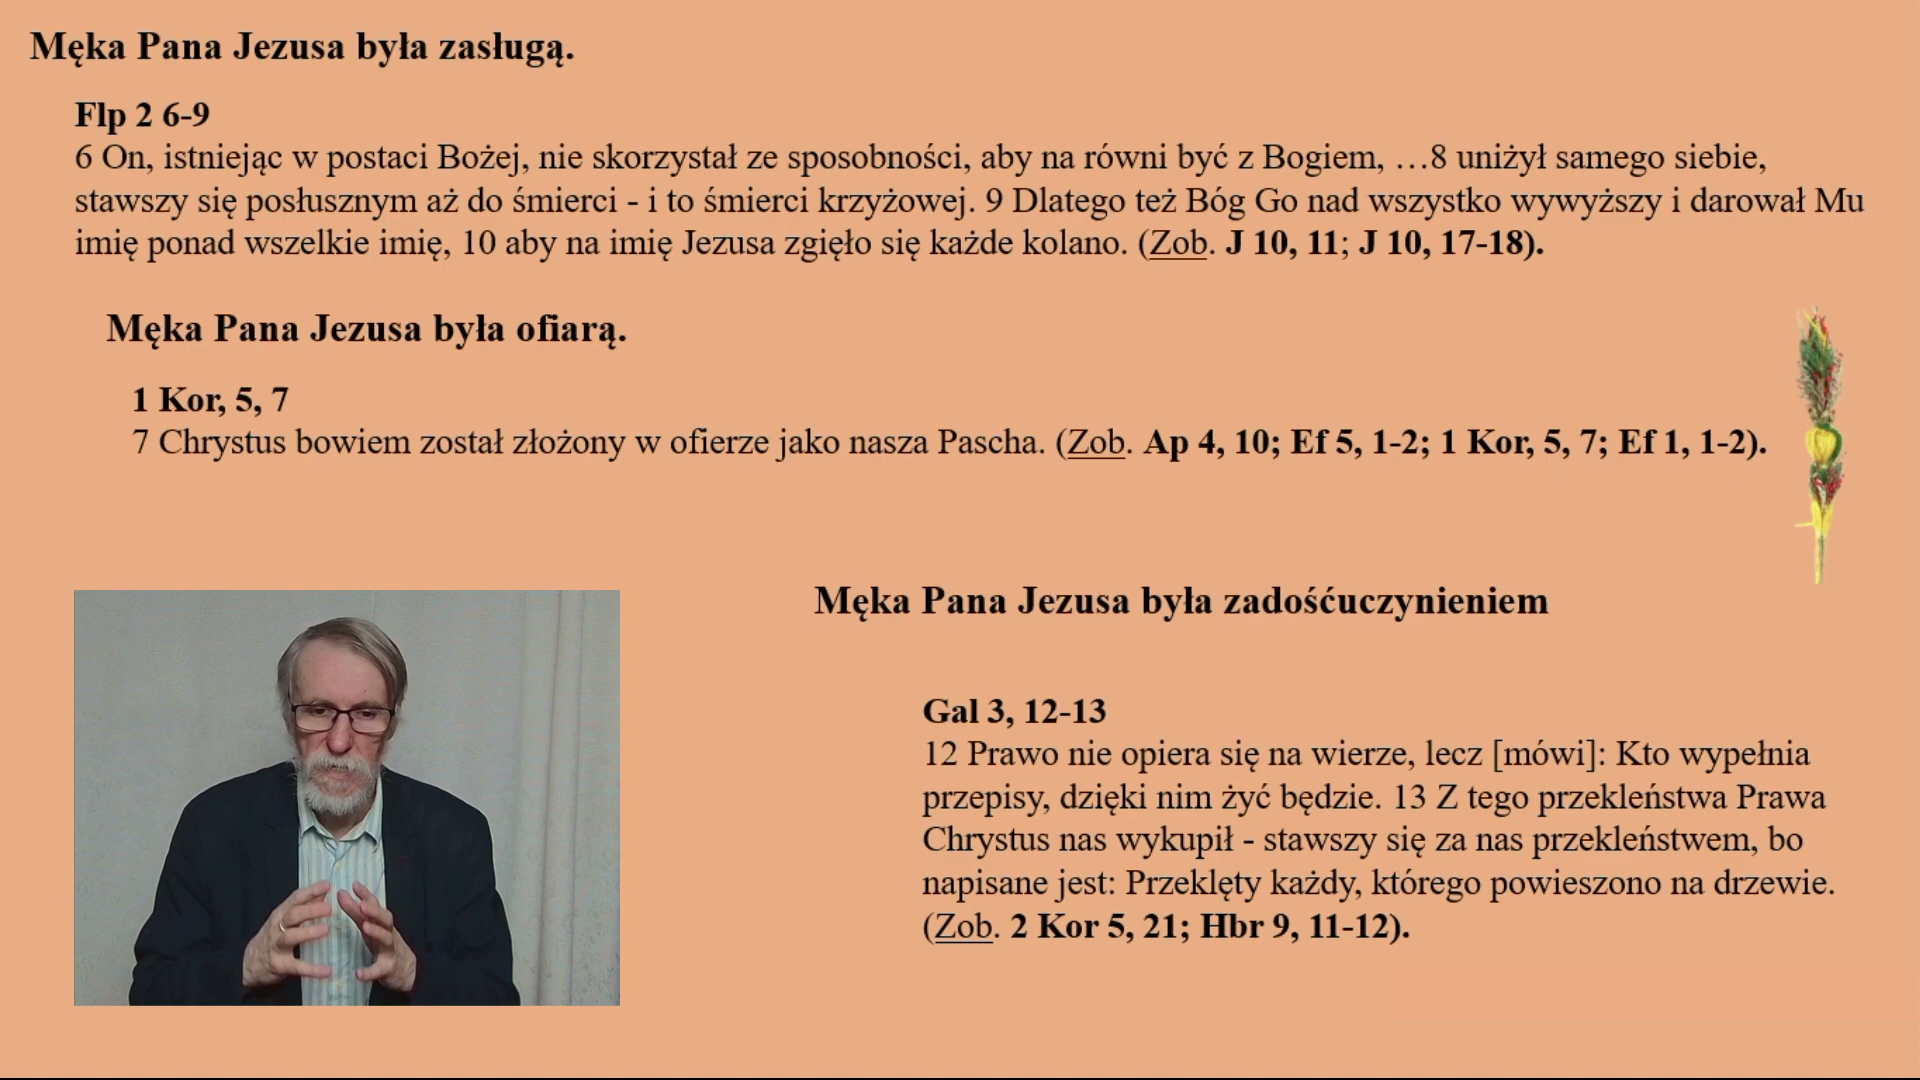 Męka Pana Jezusa była zasługą.
Flp 2 6-9
6 On, istniejąc w postaci Bożej, nie skorzystał ze sposobności, aby na równi być z Bogiem, …8 uniżył samego siebie,
stawszy się posłusznym aż do śmierci - i to śmierci krzyżowej. 9 Dlatego też Bóg Go nad wszystko wywyższy i darował Mu
imię ponad wszelkie imię, 10 aby na imię Jezusa zgięło się każde kolano. (Zob. J 10, 11; J 10, 17-18).
Męka Pana Jezusa była ofiarą.
1 Kor, 5, 7
7 Chrystus bowiem został złożony w ofierze jako nasza Pascha. (Zob. Ap 4, 10; Ef 5, 1-2; 1 Kor, 5, 7; Ef 1, 1-2).
Męka Pana Jezusa była zadośćuczynieniem
Gal 3, 12-13
12 Prawo nie opiera się na wierze, lecz [mówi]: Kto wypełnia
przepisy, dzięki nim żyć będzie. 13 Z tego przekleństwa Prawa
Chrystus nas wykupił - stawszy się za nas przekleństwem, bo
napisane jest: Przeklęty każdy, którego powieszono na drzewie.
(Zob. 2 Kor 5, 21; Hbr 9, 11-12).